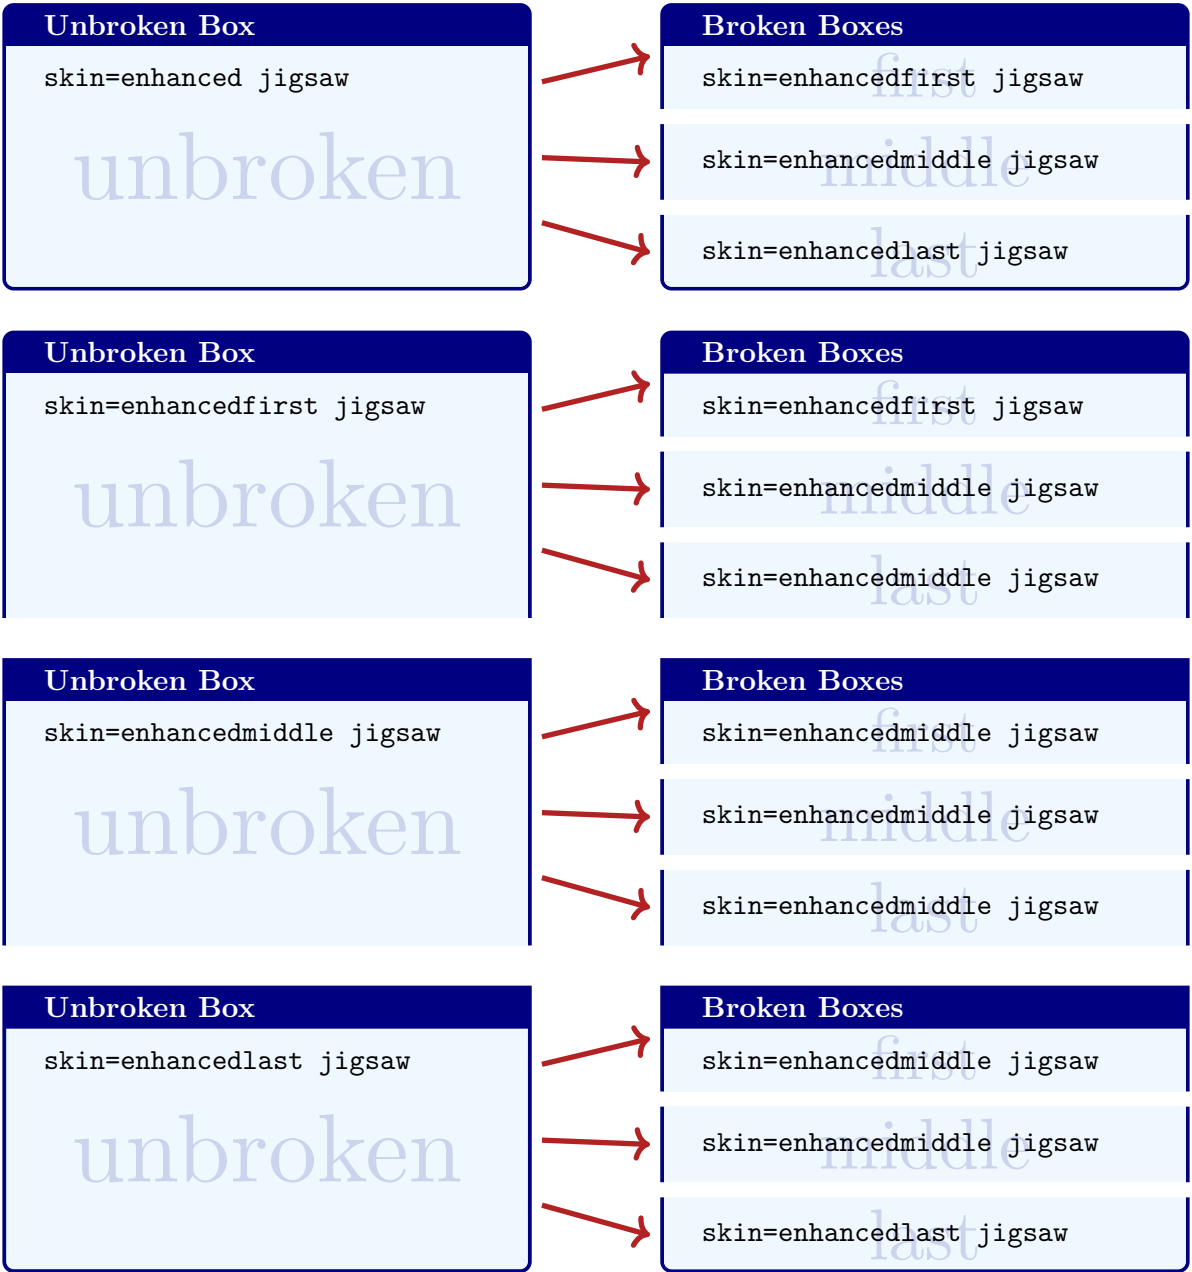 Unbroken Box
skin=enhanced jigsaw
unbroken
Broken Boxes
first
skin=enhancedfirst jigsaw
middle
skin=enhancedmiddle jigsaw
last
skin=enhancedlast jigsaw
Unbroken Box
skin=enhancedfirst jigsaw
unbroken
Broken Boxes
first
skin=enhancedfirst jigsaw
middle
skin=enhancedmiddle jigsaw
last
skin=enhancedmiddle jigsaw
Unbroken Box
skin=enhancedmiddle jigsaw
unbroken
Broken Boxes
first
skin=enhancedmiddle jigsaw
middle
skin=enhancedmiddle jigsaw
last
skin=enhancedmiddle jigsaw
Unbroken Box
skin=enhancedlast jigsaw
unbroken
Broken Boxes
first
skin=enhancedmiddle jigsaw
middle
skin=enhancedmiddle jigsaw
last
skin=enhancedlast jigsaw